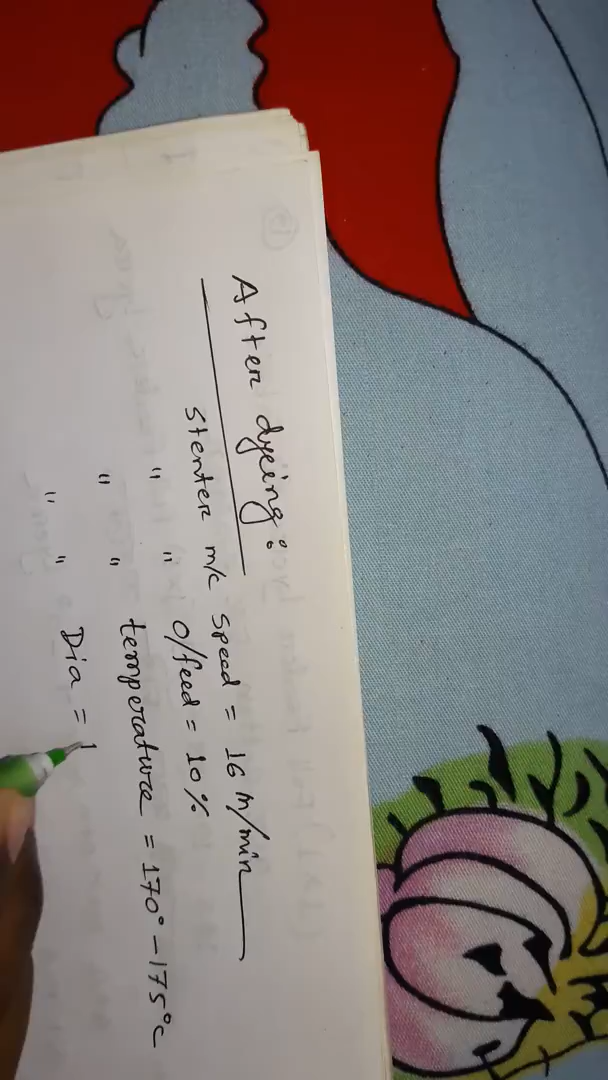 After dyeing:
Stenter m/c speed = 16 m/min
" " o/feed = 10%
" " temperature = 170° - 175°c
" " Dia = 1